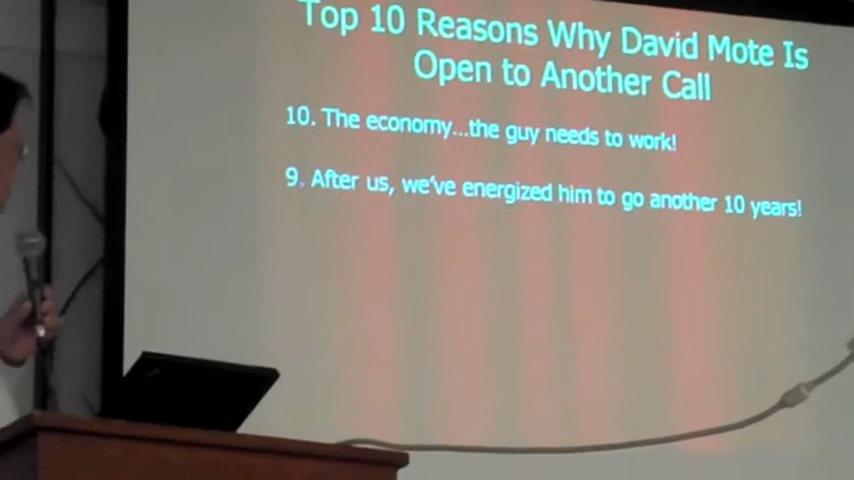 Top 10 Reasons Why David Mote Is
Open to Another Call
10. The economy...the guy needs to work!
9. After us, we've energized him to go another 10 years!